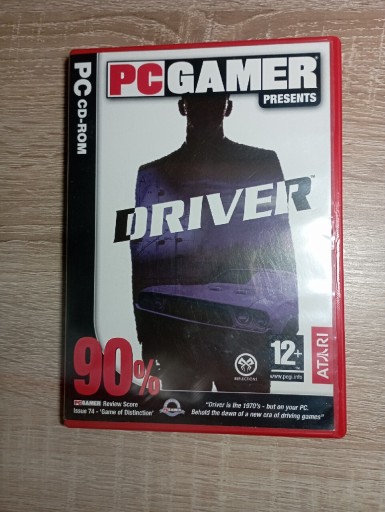 PC CD-ROM
PC GAMER
PRESENTS
DRIVER™
90%
PC GAMER Review Score
Issue 74 - 'Game of Distinction'
REFLECTIONS
12+
www.pegi.info
ATARI
"Driver is the 1970's - but on your PC.
Behold the dawn of a new era of driving games"